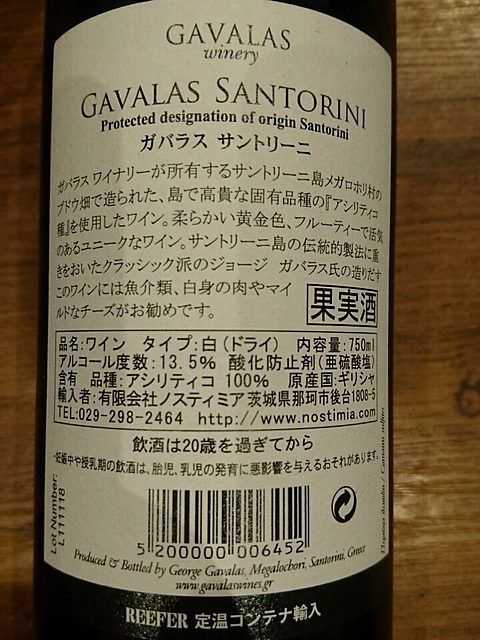 GAVALAS
winery
GAVALAS SANTORINI
Protected designation of origin Santorini
ガバラス サントリーニ
ガバラス ワイナリーが所有するサントリーニ島メガロホリ村の
ブドウ畑で造られた、島で高貴な固有品種の『アシリティコ
種』を使用したワイン。柔らかい黄金色、フルーティーで活気
のあるユニークなワイン。サントリーニ島の伝統的製法に重
きをおいたクラッシック派のジョージ ガバラス氏の造りだす
このワインには魚介類、白身の肉やマイ
ルドなチーズがお勧めです。
果実酒
品名:ワイン タイプ:白(ドライ) 内容量:750ml
アルコール度数:13.5% 酸化防止剤(亜硫酸塩)
含有 品種:アシリティコ 100% 原産国:ギリシャ
輸入者:有限会社ノスティミア茨城県那珂市後台1808-5
TEL:029-298-2464 http://www.nostimia.com
飲酒は20歳を過ぎてから
*妊娠中や授乳期の飲酒は、胎児、乳児の発育に悪影響を与えるおそれがあります。
Lot Number:
L111118
Περιέχει θειώδη / Contains sulfites
5 200000 006452
Produced & Bottled by George Gavalas, Megalochori, Santorini, Greece
www.gavalaswines.gr
REEFER 定温コンテナ輸入